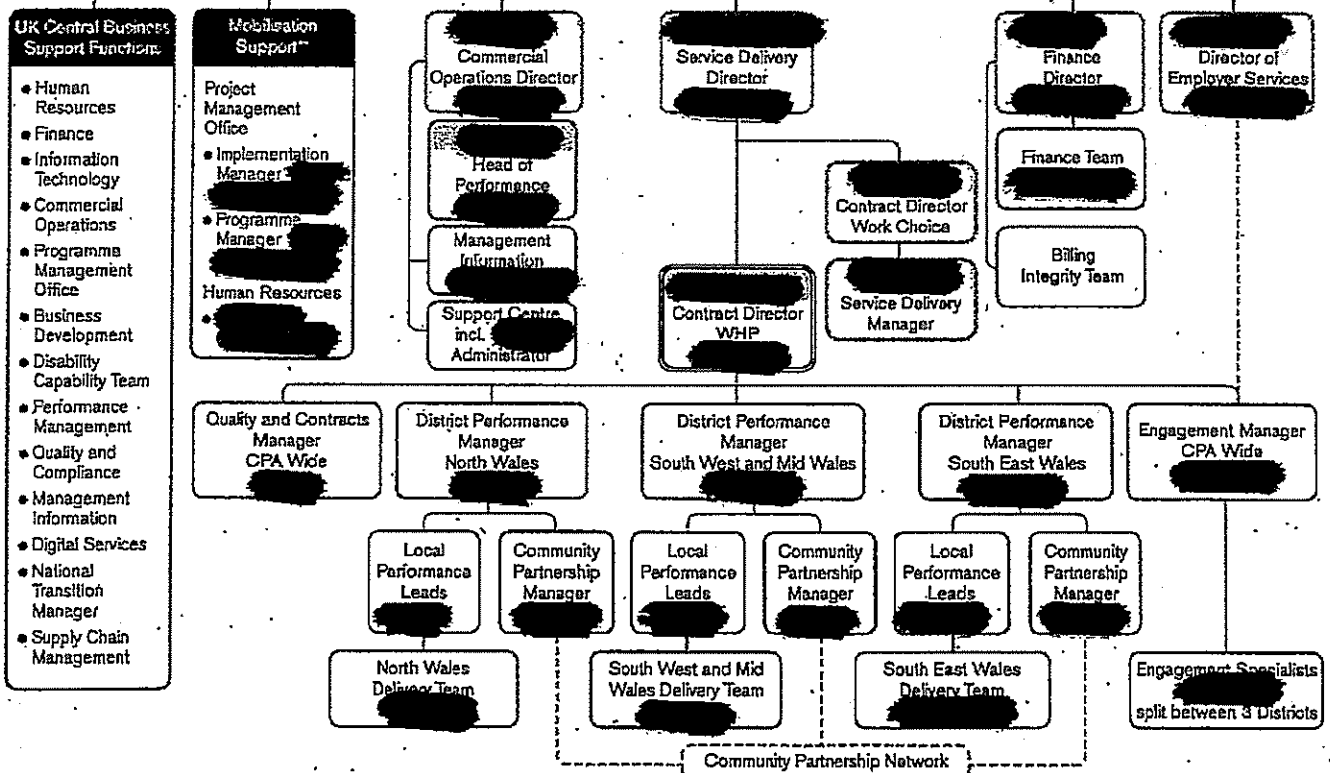 UK Central Business
Support Functions
• Human
Resources
• Finance
• Information
Technology
• Commercial
Operations
• Programme
Management
Office
• Business
Development
• Disability
Capability Team
• Performance
Management
• Quality and
Compliance
• Management
Information
• Digital Services
• National
Transition
Manager
• Supply Chain
Management
Mobilisation
Support**
Project
Management
Office
• Implementation
Manager
• Programme
Manager
Human Resources
Commercial
Operations Director
Head of
Performance
Management
Information
Support Centre
incl.
Administrator
Service Delivery
Director
Contract Director
Work Choice
Service Delivery
Manager
Contract Director
WHP
Finance
Director
Finance Team
Billing
Integrity Team
Director of
Employer Services
Quality and Contracts
Manager
CPA Wide
District Performance
Manager
North Wales
District Performance
Manager
South West and Mid Wales
District Performance
Manager
South East Wales
Engagement Manager
CPA Wide
Local
Performance
Leads
Community
Partnership
Manager
Local
Performance
Leads
Community
Partnership
Manager
Local
Performance
Leads
Community
Partnership
Manager
North Wales
Delivery Team
South West and Mid
Wales Delivery Team
South East Wales
Delivery Team
Engagement Specialists
split between 3 Districts
Community Partnership Network